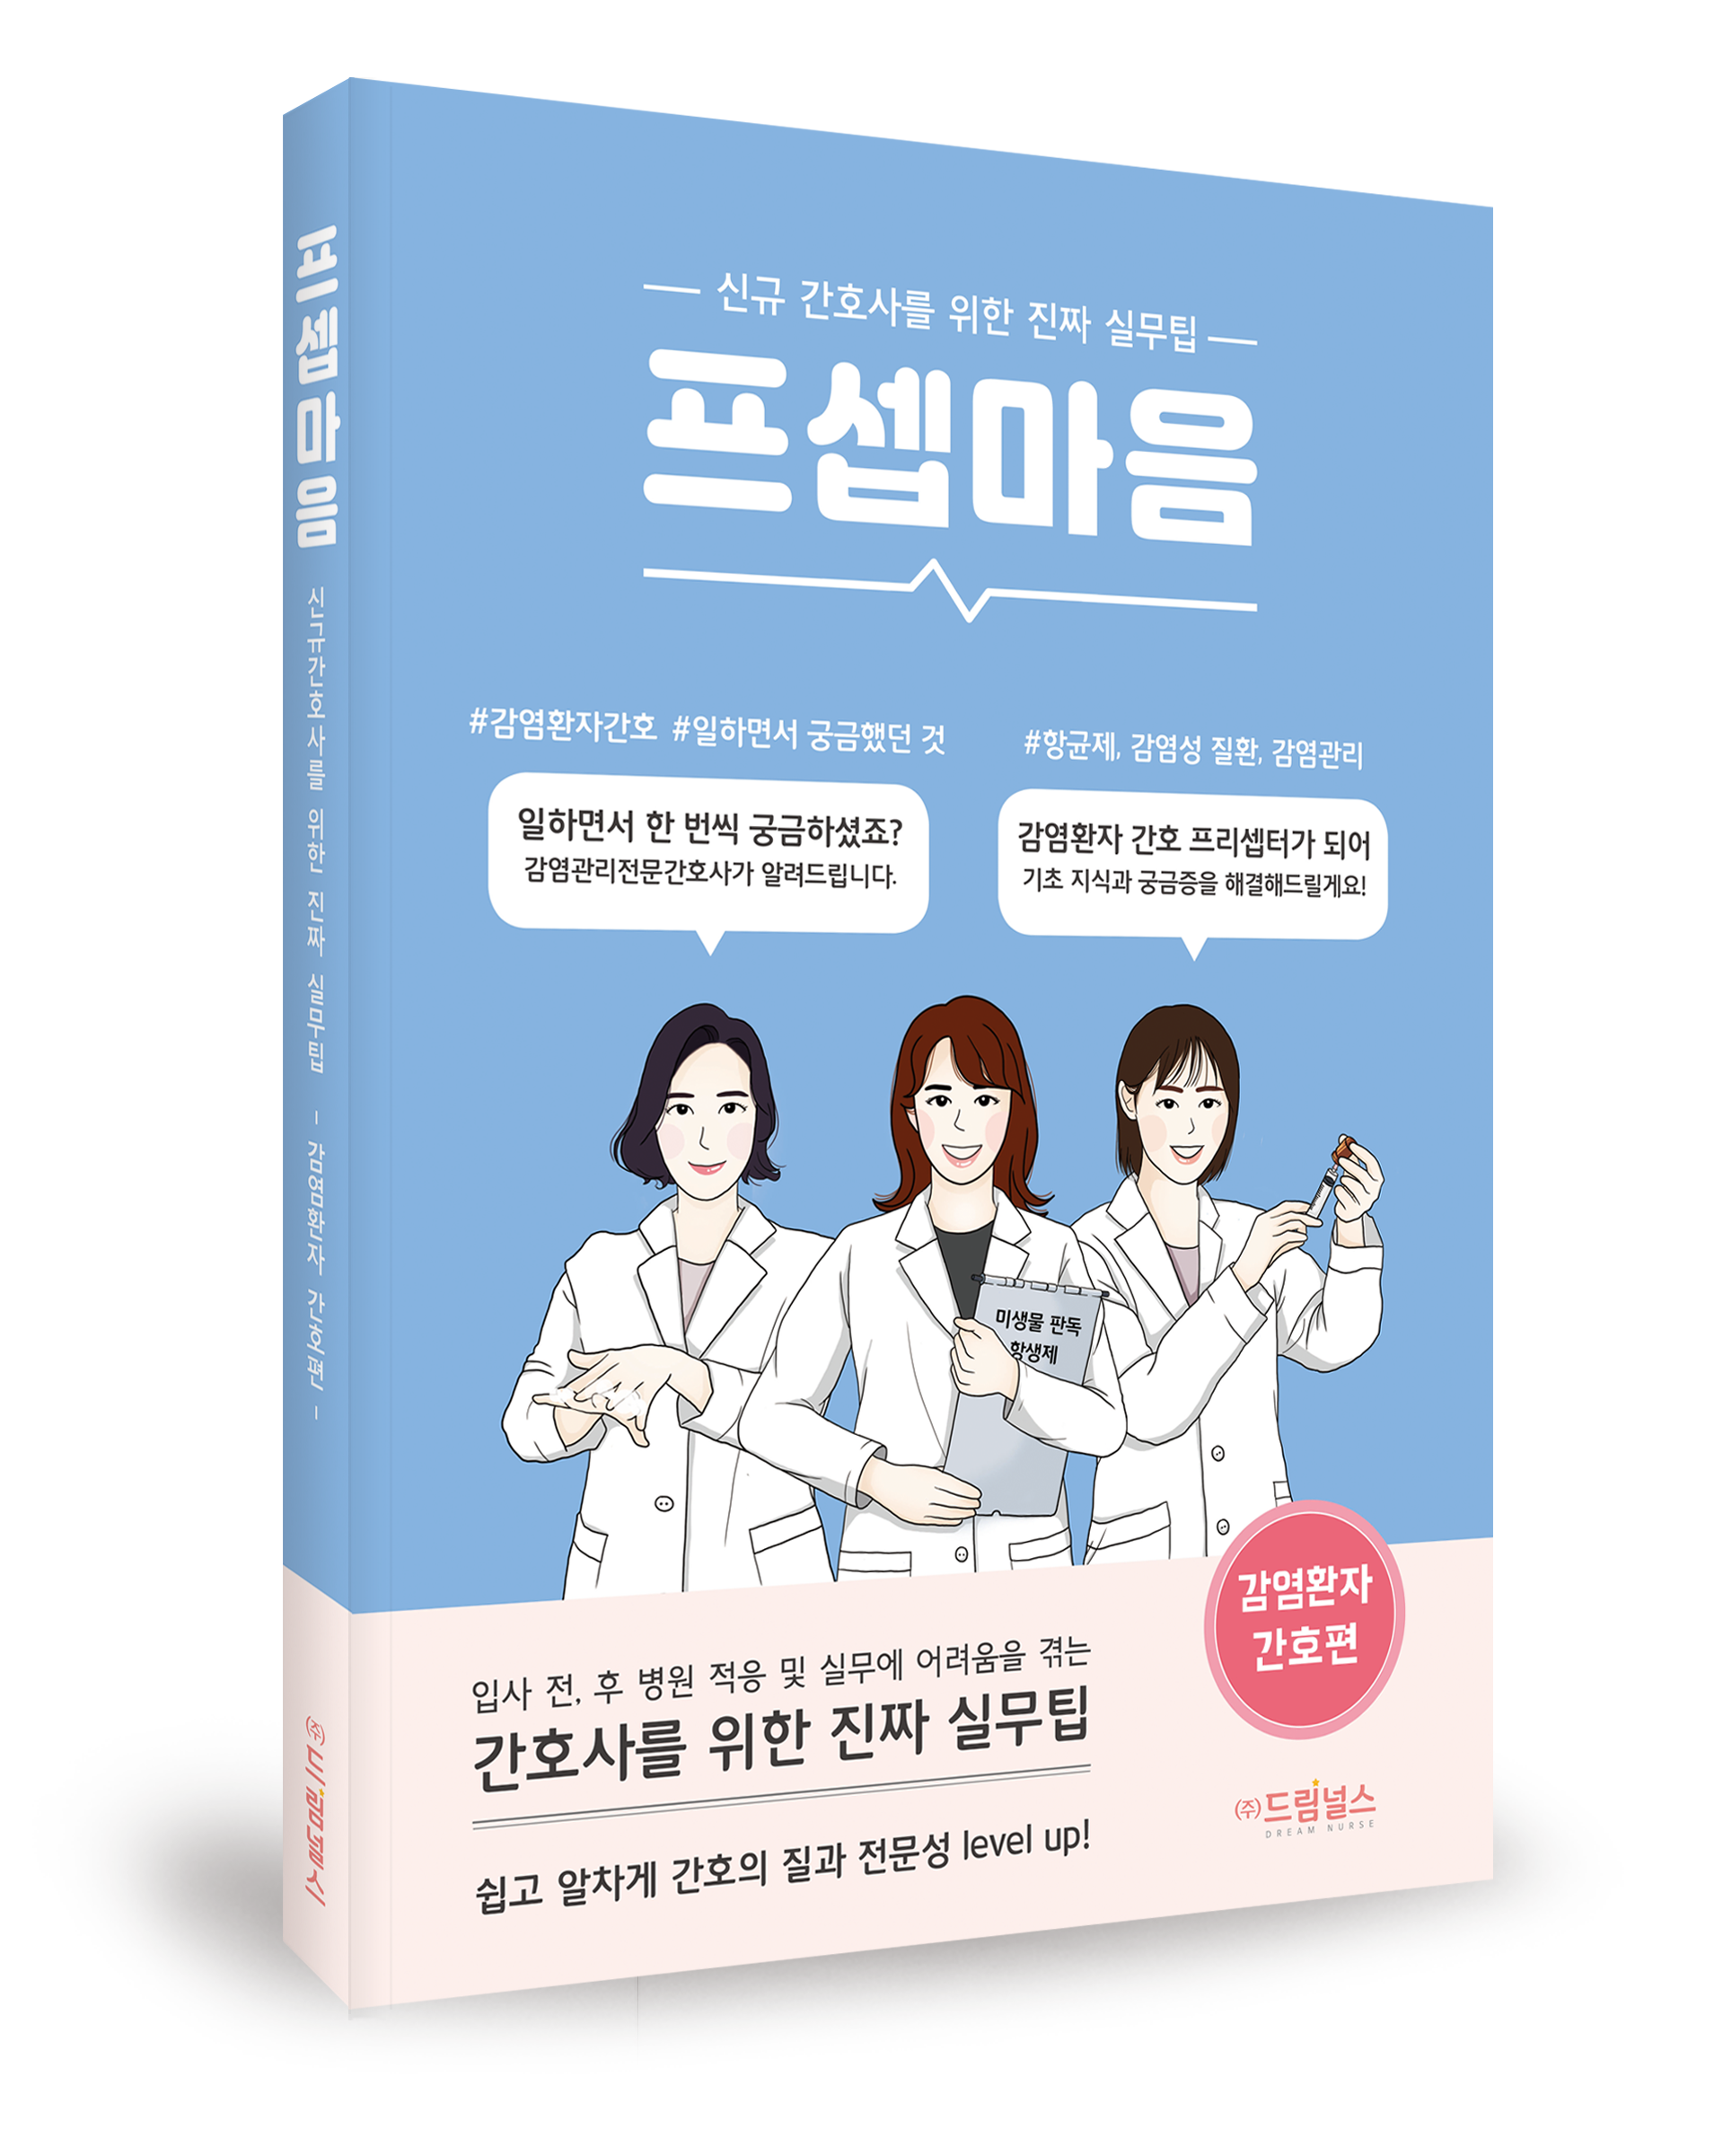 프셉마음
신규간호사를 위한 진짜 실무팁
- 감염환자 간호편 -
㈜드림널스
신규 간호사를 위한 진짜 실무팁
프셉마음
#감염환자간호 #일하면서 궁금했던 것
일하면서 한 번씩 궁금하셨죠?
감염관리전문간호사가 알려드립니다.
#항균제, 감염성 질환, 감염관리
감염환자 간호 프리셉터가 되어
기초 지식과 궁금증을 해결해드릴게요!
미생물 판독
항생제
감염환자
간호편
입사 전, 후 병원 적응 및 실무에 어려움을 겪는
간호사를 위한 진짜 실무팁
쉽고 알차게 간호의 질과 전문성 level up!
㈜드림널스
DREAM NURSE